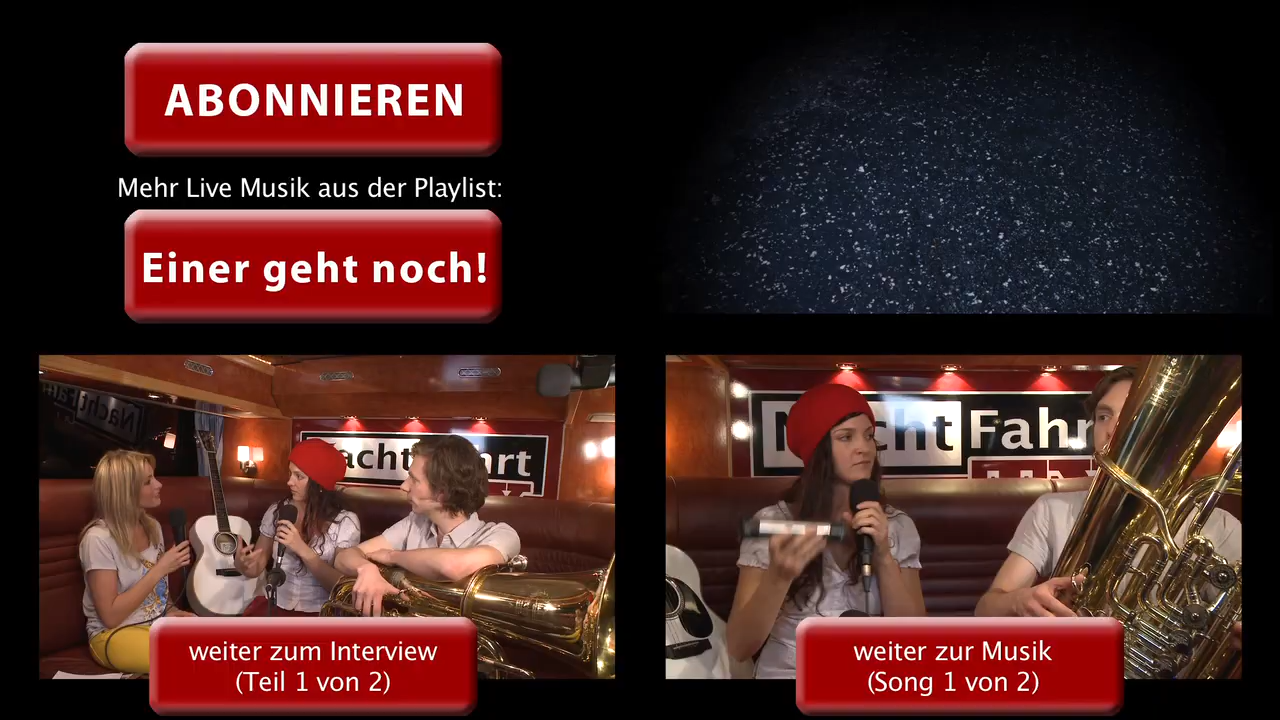 ABONNIEREN
Mehr Live Musik aus der Playlist:
Einer geht noch!
NachtFahrt
weiter zum Interview
(Teil 1 von 2)
weiter zur Musik
(Song 1 von 2)